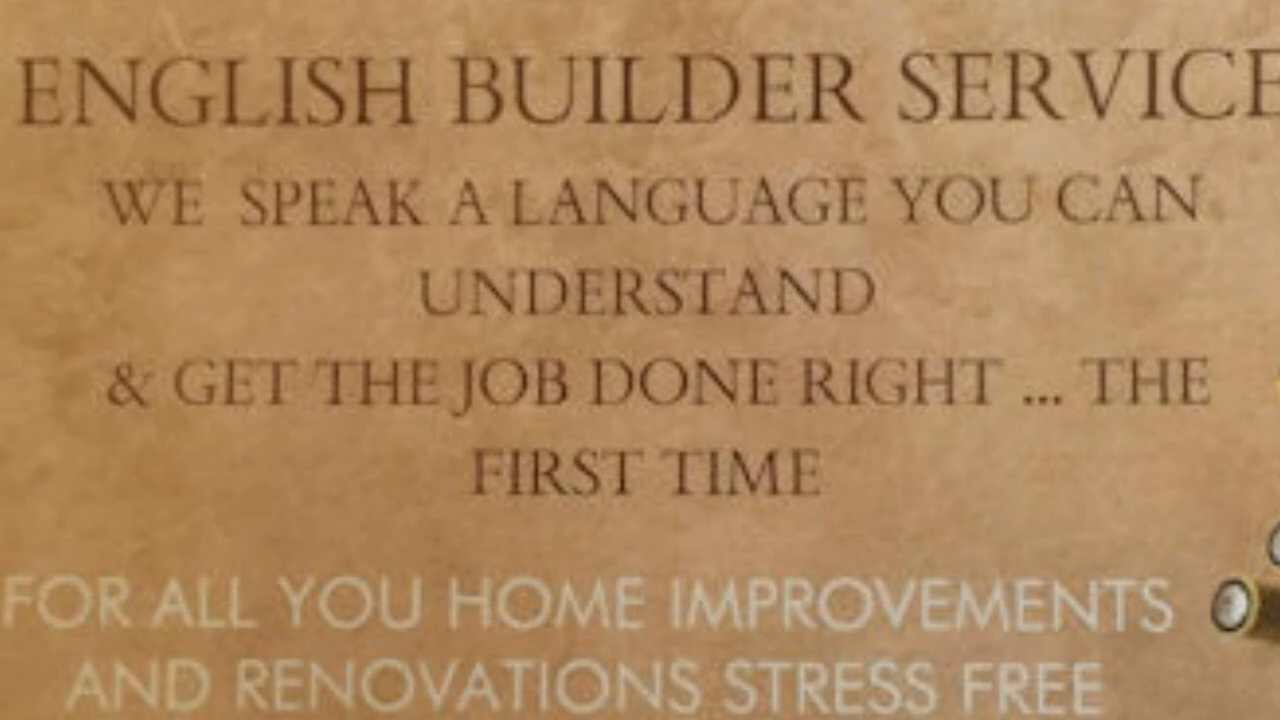 ENGLISH BUILDER SERVICE
WE SPEAK A LANGUAGE YOU CAN
UNDERSTAND
& GET THE JOB DONE RIGHT ... THE
FIRST TIME
FOR ALL YOU HOME IMPROVEMENTS
AND RENOVATIONS STRESS FREE